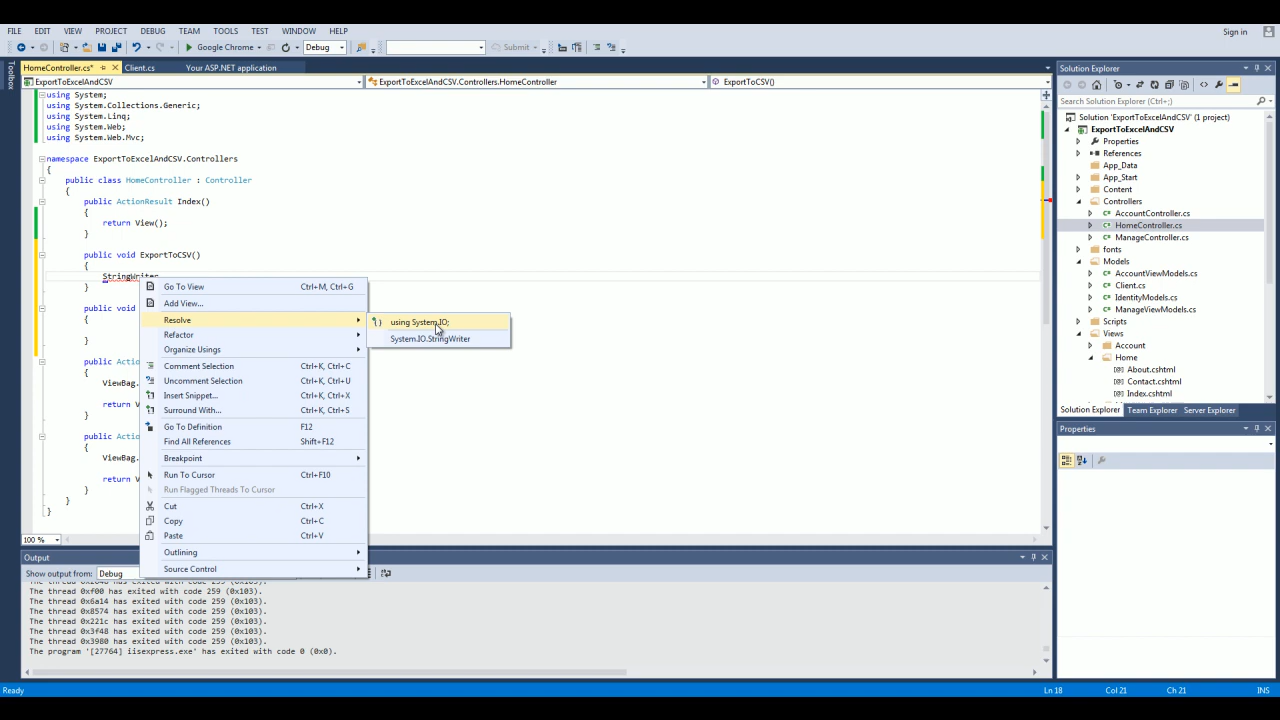 FILE EDIT VIEW PROJECT DEBUG TEAM TOOLS TEST WINDOW HELP
Sign in
Google Chrome Debug Submit
HomeController.cs* Client.cs Your ASP.NET application
Toolbox
ExportToExcelAndCSV ExportToExcelAndCSV.Controllers.HomeController ExportToCSV()
using System;
using System.Collections.Generic;
using System.Linq;
using System.Web;
using System.Web.Mvc;
namespace ExportToExcelAndCSV.Controllers
{
public class HomeController : Controller
{
public ActionResult Index()
{
return View();
}
public void ExportToCSV()
{
StringWriter
}
public void
{
}
public Actio
{
ViewBag.
return V
}
public Actio
{
ViewBag.
return V
}
}
}
Go To View Ctrl+M, Ctrl+G
Add View...
Resolve
Refactor
Organize Usings
Comment Selection Ctrl+K, Ctrl+C
Uncomment Selection Ctrl+K, Ctrl+U
Insert Snippet... Ctrl+K, Ctrl+X
Surround With... Ctrl+K, Ctrl+S
Go To Definition F12
Find All References Shift+F12
Breakpoint
Run To Cursor Ctrl+F10
Run Flagged Threads To Cursor
Cut Ctrl+X
Copy Ctrl+C
Paste Ctrl+V
Outlining
Source Control
using System.IO;
System.IO.StringWriter
100 %
Output
Show output from: Debug
The thread 0xf00 has exited with code 259 (0x103).
The thread 0x6a14 has exited with code 259 (0x103).
The thread 0x8574 has exited with code 259 (0x103).
The thread 0x221c has exited with code 259 (0x103).
The thread 0x3f48 has exited with code 259 (0x103).
The thread 0x3980 has exited with code 259 (0x103).
The program '[27764] iisexpress.exe' has exited with code 0 (0x0).
Solution Explorer
Search Solution Explorer (Ctrl+;)
Solution 'ExportToExcelAndCSV' (1 project)
ExportToExcelAndCSV
Properties
References
App_Data
App_Start
Content
Controllers
AccountController.cs
HomeController.cs
ManageController.cs
fonts
Models
AccountViewModels.cs
Client.cs
IdentityModels.cs
ManageViewModels.cs
Scripts
Views
Account
Home
About.cshtml
Contact.cshtml
Index.cshtml
Solution Explorer Team Explorer Server Explorer
Properties
Ready Ln 18 Col 21 Ch 21 INS